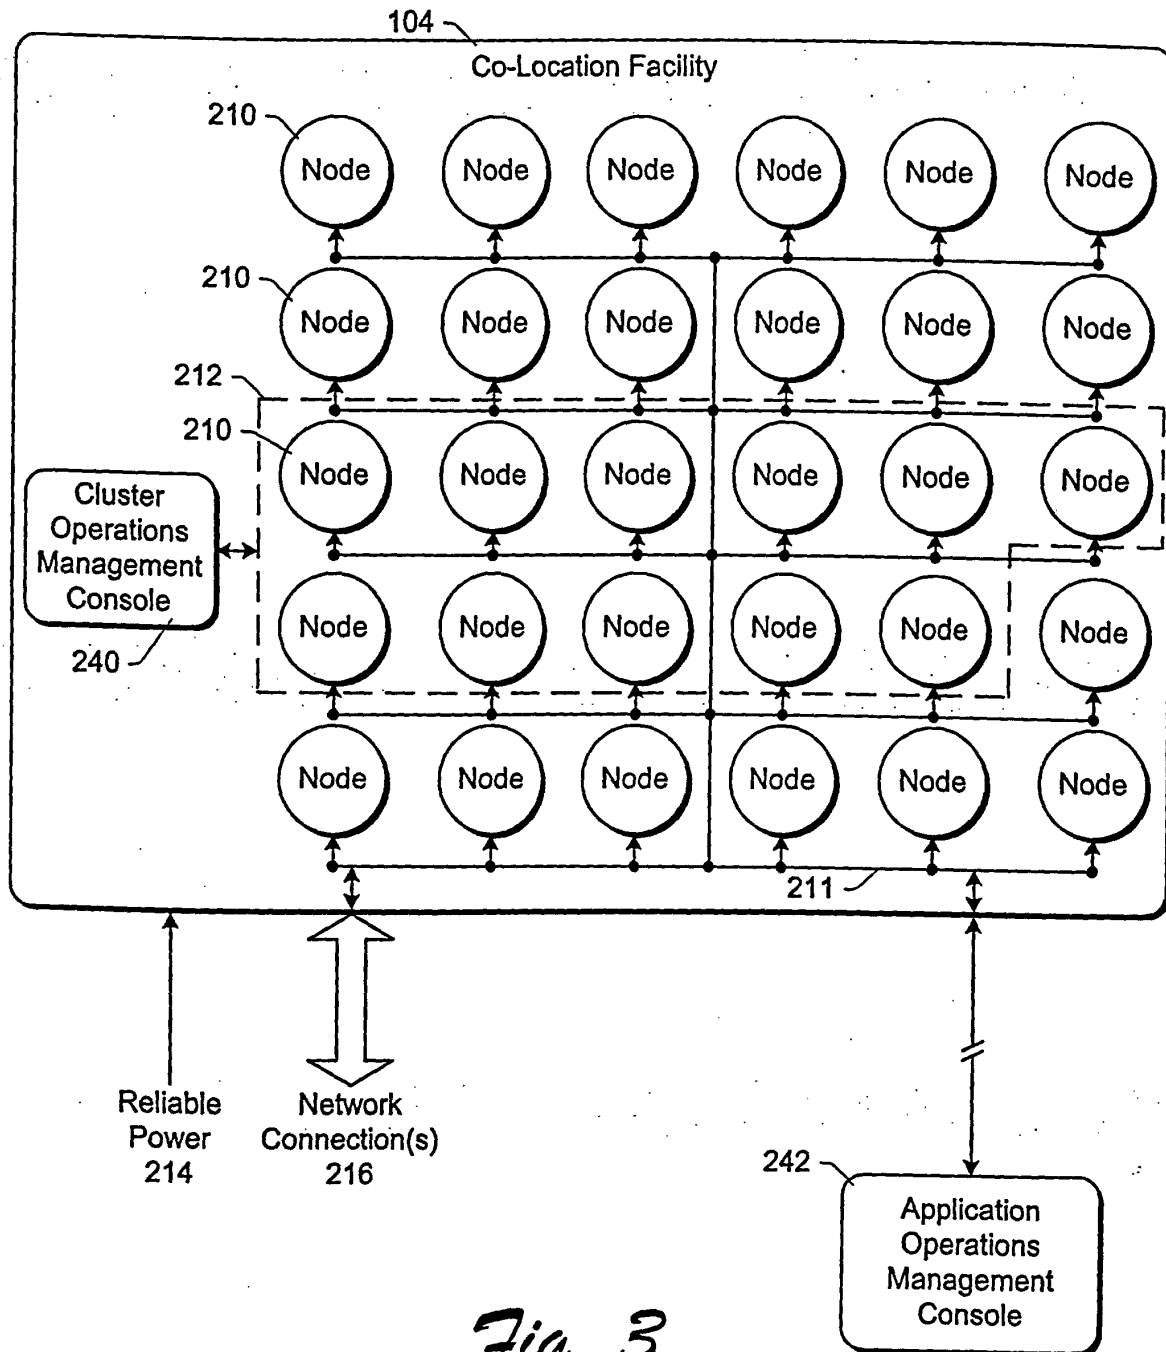 104
Co-Location Facility
210
Node Node Node Node Node Node
210
Node Node Node Node Node Node
212
210
Node Node Node Node Node Node
Cluster
Operations
Management
Console
240
Node Node Node Node Node Node
Node Node Node Node Node Node
211
Reliable
Power
214
Network
Connection(s)
216
242
Application
Operations
Management
Console
Fig. 3